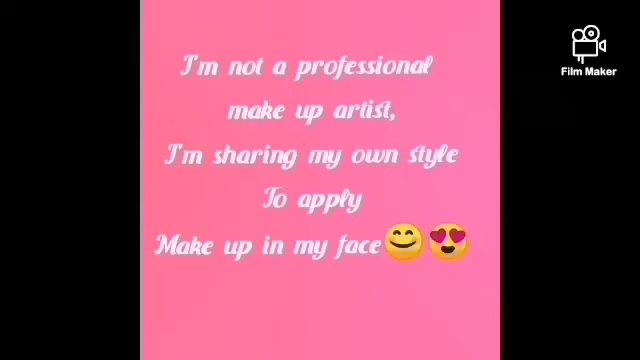 I'm not a professional
make up artist,
I'm sharing my own style
To apply
Make up in my face😊😍
Film Maker